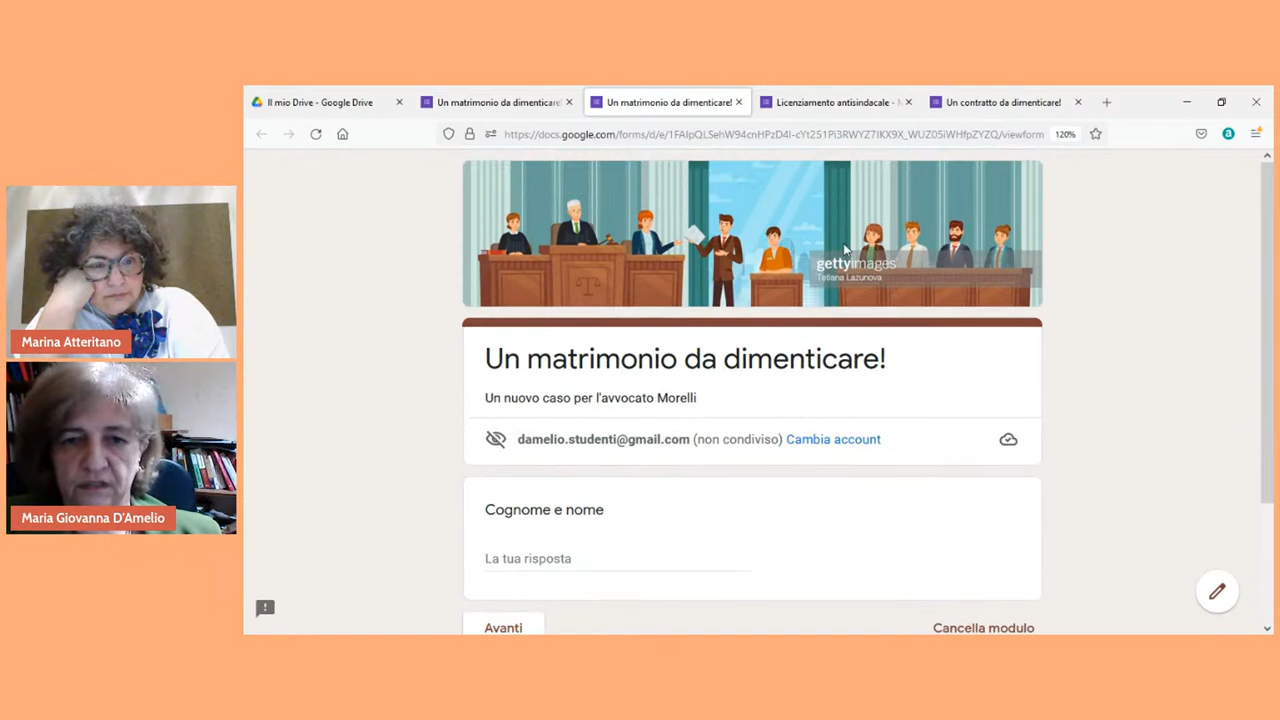 Il mio Drive - Google Drive
Un matrimonio da dimenticare!
Un matrimonio da dimenticare!
Licenziamento antisindacale -
Un contratto da dimenticare!
https://docs.google.com/forms/d/e/1FAIpQLSehW94cnHPzD4I-cYt251Pi3RWYZ7IKX9X_WUZ05iWHfpZYZQ/viewform
120%
gettyimages
Tatiana Lazunova
Marina Atteritano
Un matrimonio da dimenticare!
Un nuovo caso per l'avvocato Morelli
damelio.studenti@gmail.com (non condiviso) Cambia account
Maria Giovanna D'Amelio
Cognome e nome
La tua risposta
Avanti
Cancella modulo